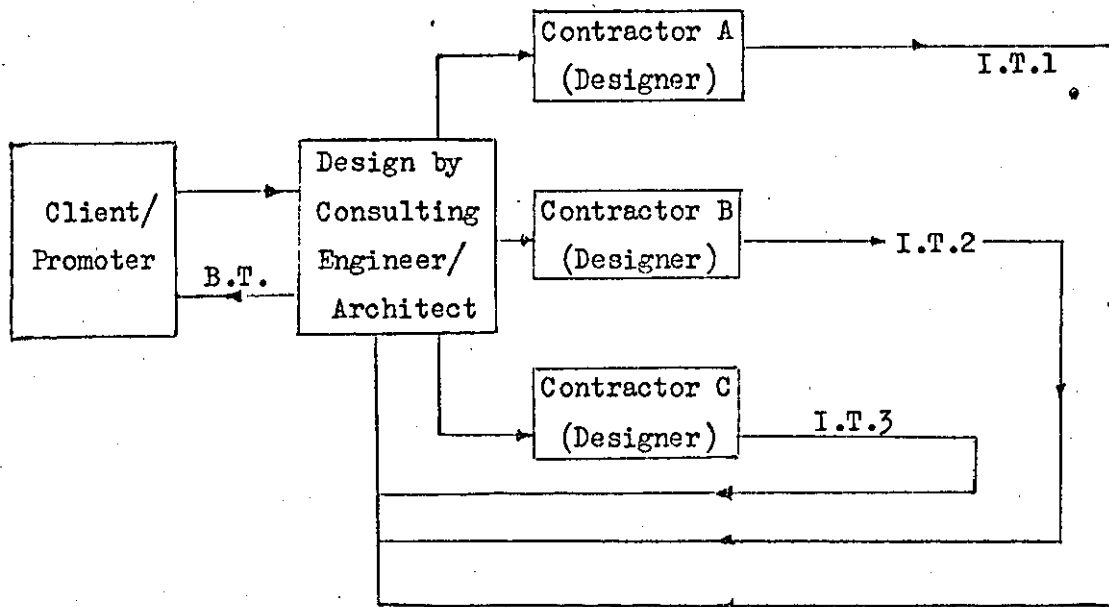 Contractor A
(Designer)
I.T.1
Client/
Promoter
B.T.
Design by
Consulting
Engineer/
Architect
Contractor B
(Designer)
I.T.2
Contractor C
(Designer)
I.T.3